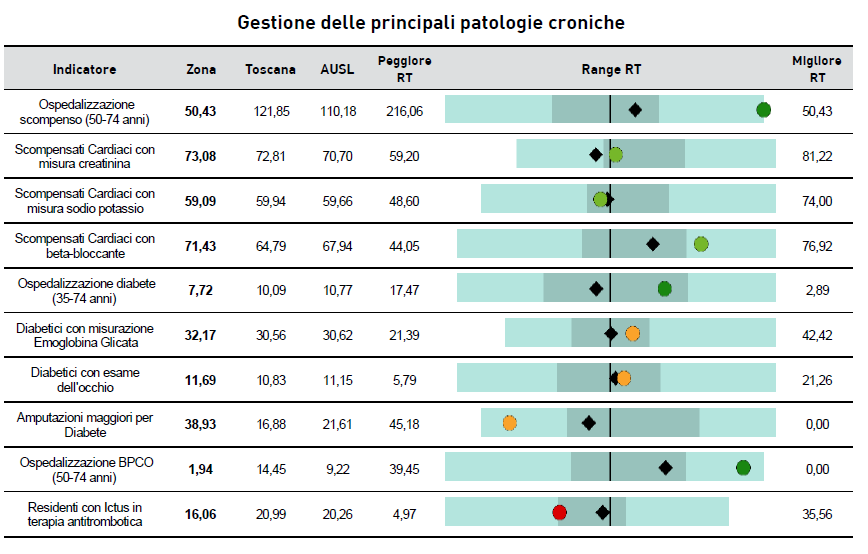 Gestione delle principali patologie croniche
Indicatore Zona Toscana AUSL Peggiore RT Range RT Migliore RT
Ospedalizzazione
scompenso (50-74 anni) 50,43 121,85 110,18 216,06 50,43
Scompensati Cardiaci con
misura creatinina 73,08 72,81 70,70 59,20 81,22
Scompensati Cardiaci con
misura sodio potassio 59,09 59,94 59,66 48,60 74,00
Scompensati Cardiaci con
beta-bloccante 71,43 64,79 67,94 44,05 76,92
Ospedalizzazione diabete
(35-74 anni) 7,72 10,09 10,77 17,47 2,89
Diabetici con misurazione
Emoglobina Glicata 32,17 30,56 30,62 21,39 42,42
Diabetici con esame
dell'occhio 11,69 10,83 11,15 5,79 21,26
Amputazioni maggiori per
Diabete 38,93 16,88 21,61 45,18 0,00
Ospedalizzazione BPCO
(50-74 anni) 1,94 14,45 9,22 39,45 0,00
Residenti con Ictus in
terapia antitrombotica 16,06 20,99 20,26 4,97 35,56